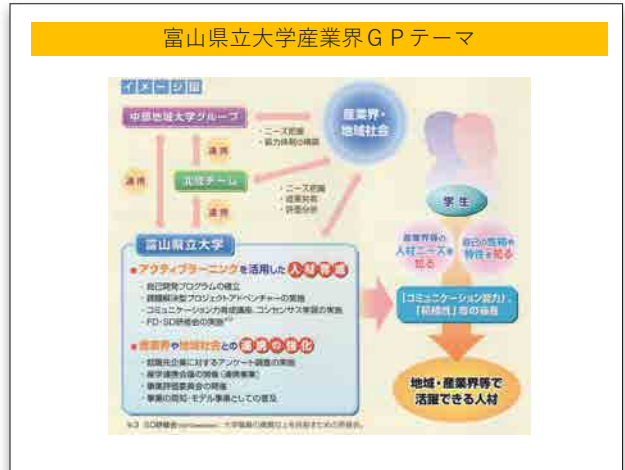 富山県立大学産業界GPテーマ
イメージ図
中部地域大学グループ
産業界・
地域社会
・ニーズ把握
・協力体制の構築
連携
連携
北陸チーム
連携
・ニーズ把握
・成果発表
・評価分析
学生
産業界等の
人材ニーズを
知る
自己の性格や
特性を知る
富山県立大学
●アクティブラーニングを活用した人材育成
・自己開発プログラムの確立
・課題解決型プロジェクトアドベンチャーの実施
・コミュニケーション力育成講座、コンセンサス実習の実施
・FD・SD研修会の実施※3
●産業界や地域社会との連携の強化
・就職先企業に対するアンケート調査の実施
・産学連携会議の開催(連携事業)
・事業評価委員会の開催
・事業の周知・モデル事業としての普及
「コミュニケーション能力」、
「積極性」等の涵養
地域・産業界等で
活躍できる人材
※3 SD研修会